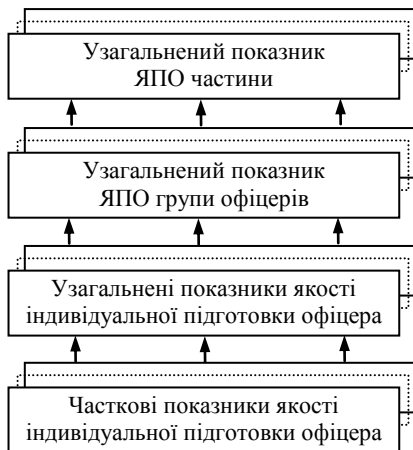 Узагальнений показник
ЯПО частини
Узагальнений показник
ЯПО групи офіцерів
Узагальнені показники якості
індивідуальної підготовки офіцера
Часткові показники якості
індивідуальної підготовки офіцера